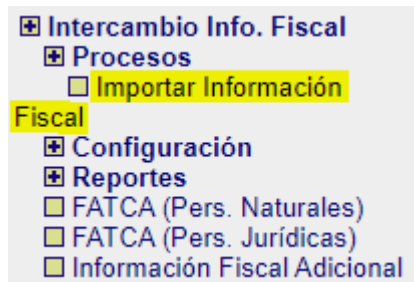 Intercambio Info. Fiscal
Procesos
Importar Información
Fiscal
Configuración
Reportes
FATCA (Pers. Naturales)
FATCA (Pers. Jurídicas)
Información Fiscal Adicional